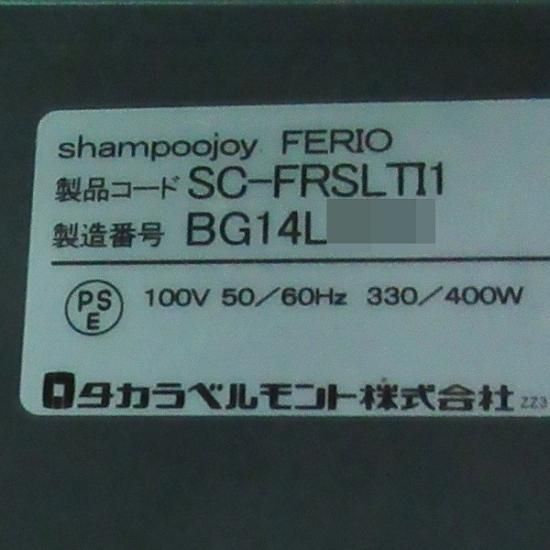 shampoojoy FERIO
製品コード SC-FRSLTI1
製造番号 BG14L
PS
E
100V 50/60Hz 330/400W
タカラベルモント株式会社 ZZ3